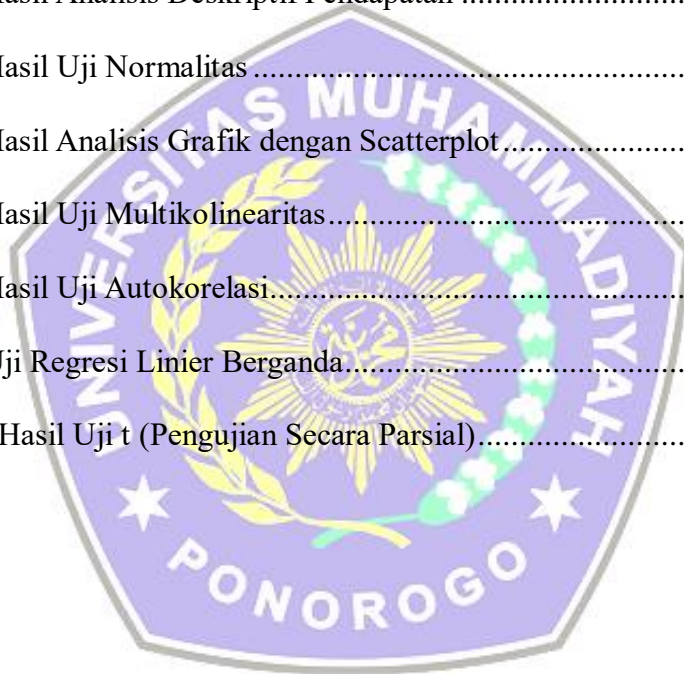 Hasil Analisis Deskriptif Pendapatan ........................
Hasil Uji Normalitas ........................................................
Hasil Analisis Grafik dengan Scatterplot ........................
Hasil Uji Multikolinearitas ..............................................
Hasil Uji Autokorelasi.....................................................
Uji Regresi Linier Berganda............................................
Hasil Uji t (Pengujian Secara Parsial)..........................
UNIVERSITAS MUHAMMADIYAH
PONOROGO
محمد